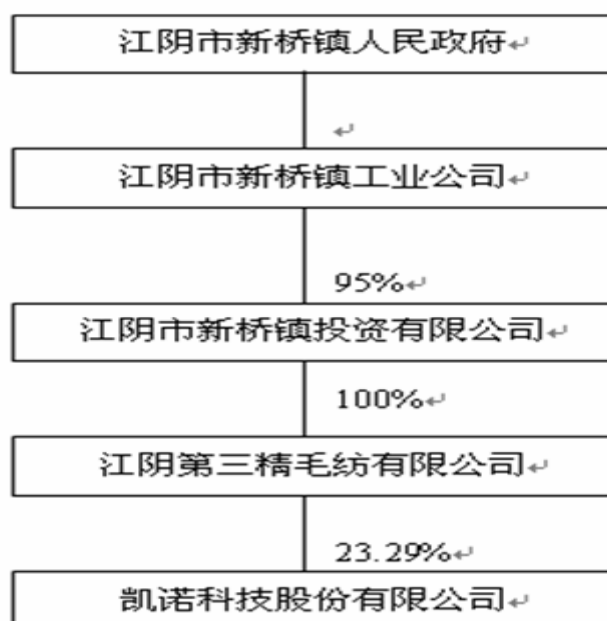 江阴市新桥镇人民政府↵
↵
江阴市新桥镇工业公司↵
95%↵
江阴市新桥镇投资有限公司↵
100%↵
江阴第三精毛纺有限公司↵
23.29%↵
凯诺科技股份有限公司↵